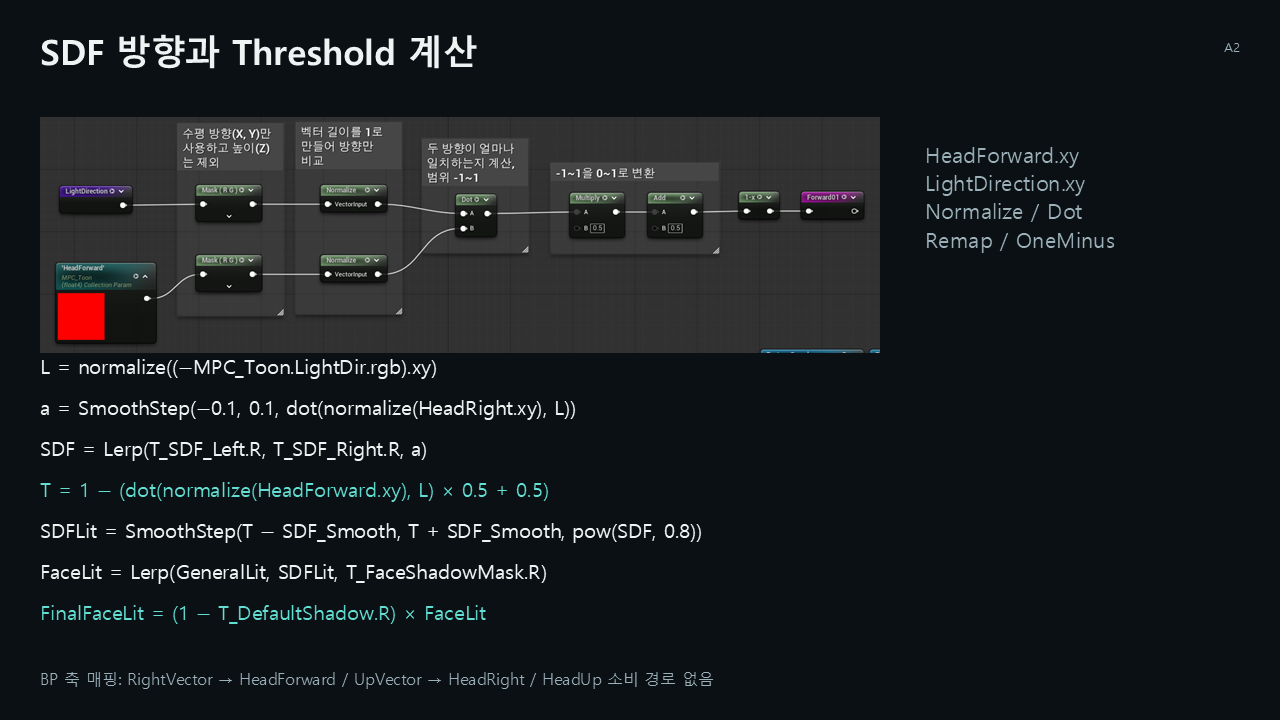 SDF 방향과 Threshold 계산
A2
수평 방향(X, Y)만
사용하고 높이(Z)
는 제외
벡터 길이를 1로
만들어 방향만
비교
두 방향이 얼마나
일치하는지 계산,
범위 -1~1
-1~1을 0~1로 변환
LightDirection
Mask ( R G )
Normalize
VectorInput
Dot
A
B
Multiply
A
B 0.5
Add
A
B 0.5
1-x
Forward01
'HeadForward'
MPC_Toon
(float4) Collection Param
Mask ( R G )
Normalize
VectorInput
HeadForward.xy
LightDirection.xy
Normalize / Dot
Remap / OneMinus
L = normalize((−MPC_Toon.LightDir.rgb).xy)
a = SmoothStep(−0.1, 0.1, dot(normalize(HeadRight.xy), L))
SDF = Lerp(T_SDF_Left.R, T_SDF_Right.R, a)
T = 1 − (dot(normalize(HeadForward.xy), L) × 0.5 + 0.5)
SDFLit = SmoothStep(T − SDF_Smooth, T + SDF_Smooth, pow(SDF, 0.8))
FaceLit = Lerp(GeneralLit, SDFLit, T_FaceShadowMask.R)
FinalFaceLit = (1 − T_DefaultShadow.R) × FaceLit
BP 축 매핑: RightVector → HeadForward / UpVector → HeadRight / HeadUp 소비 경로 없음